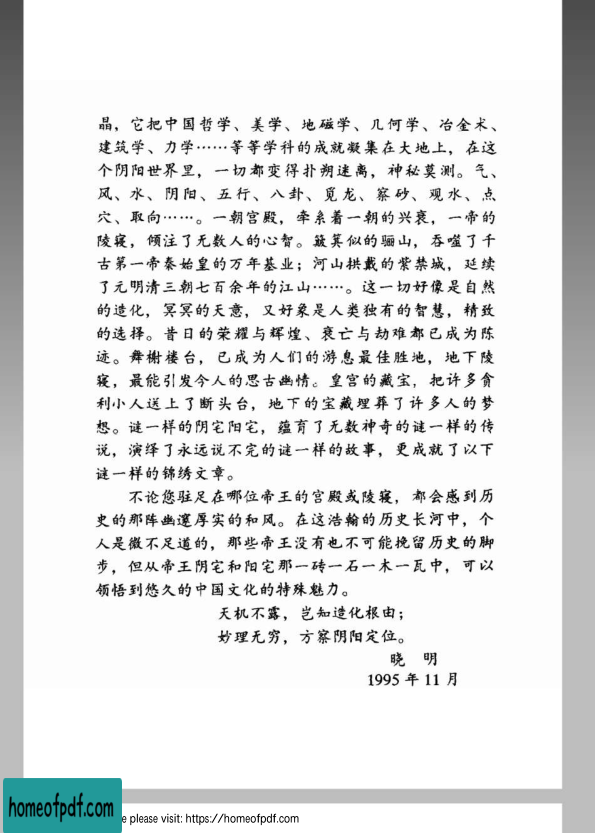 晶，它把中国哲学、美学、地磁学、几何学、冶金术、
建筑学、力学……等等学科的成就凝集在大地上，在这
个阴阳世界里，一切都变得扑朔迷离，神秘莫测。气、
风、水、阴阳、五行、八卦、觅龙、察砂、观水、点
穴、取向……。一朝宫殿，牵系着一朝的兴衰，一帝的
陵寝，倾注了无数人的心智。簸箕似的骊山，吞噬了千
古第一帝秦始皇的万年基业；河山拱戴的紫禁城，延续
了元明清三朝七百余年的江山……。这一切好像是自然
的造化，冥冥的天意，又好象是人类独有的智慧，精致
的选择。昔日的荣耀与辉煌、衰亡与劫难都已成为陈
迹。舞榭楼台，已成为人们的游息最佳胜地，地下陵
寝，最能引发今人的思古幽情。皇宫的藏宝，把许多贪
利小人送上了断头台，地下的宝藏埋葬了许多人的梦
想。谜一样的阴宅阳宅，蕴育了无数神奇的谜一样的传
说，演绎了永远说不完的谜一样的故事，更成就了以下
谜一样的锦绣文章。
不论您驻足在哪位帝王的宫殿或陵寝，都会感到历
史的那阵幽邃厚实的和风。在这浩翰的历史长河中，个
人是微不足道的，那些帝王没有也不可能挽留历史的脚
步，但从帝王阴宅和阳宅那一砖一石一木一瓦中，可以
领悟到悠久的中国文化的特殊魅力。
天机不露，岂知造化根由；
妙理无穷，方察阴阳定位。
晓　明
1995 年 11 月
homeofpdf.com
e please visit: https://homeofpdf.com